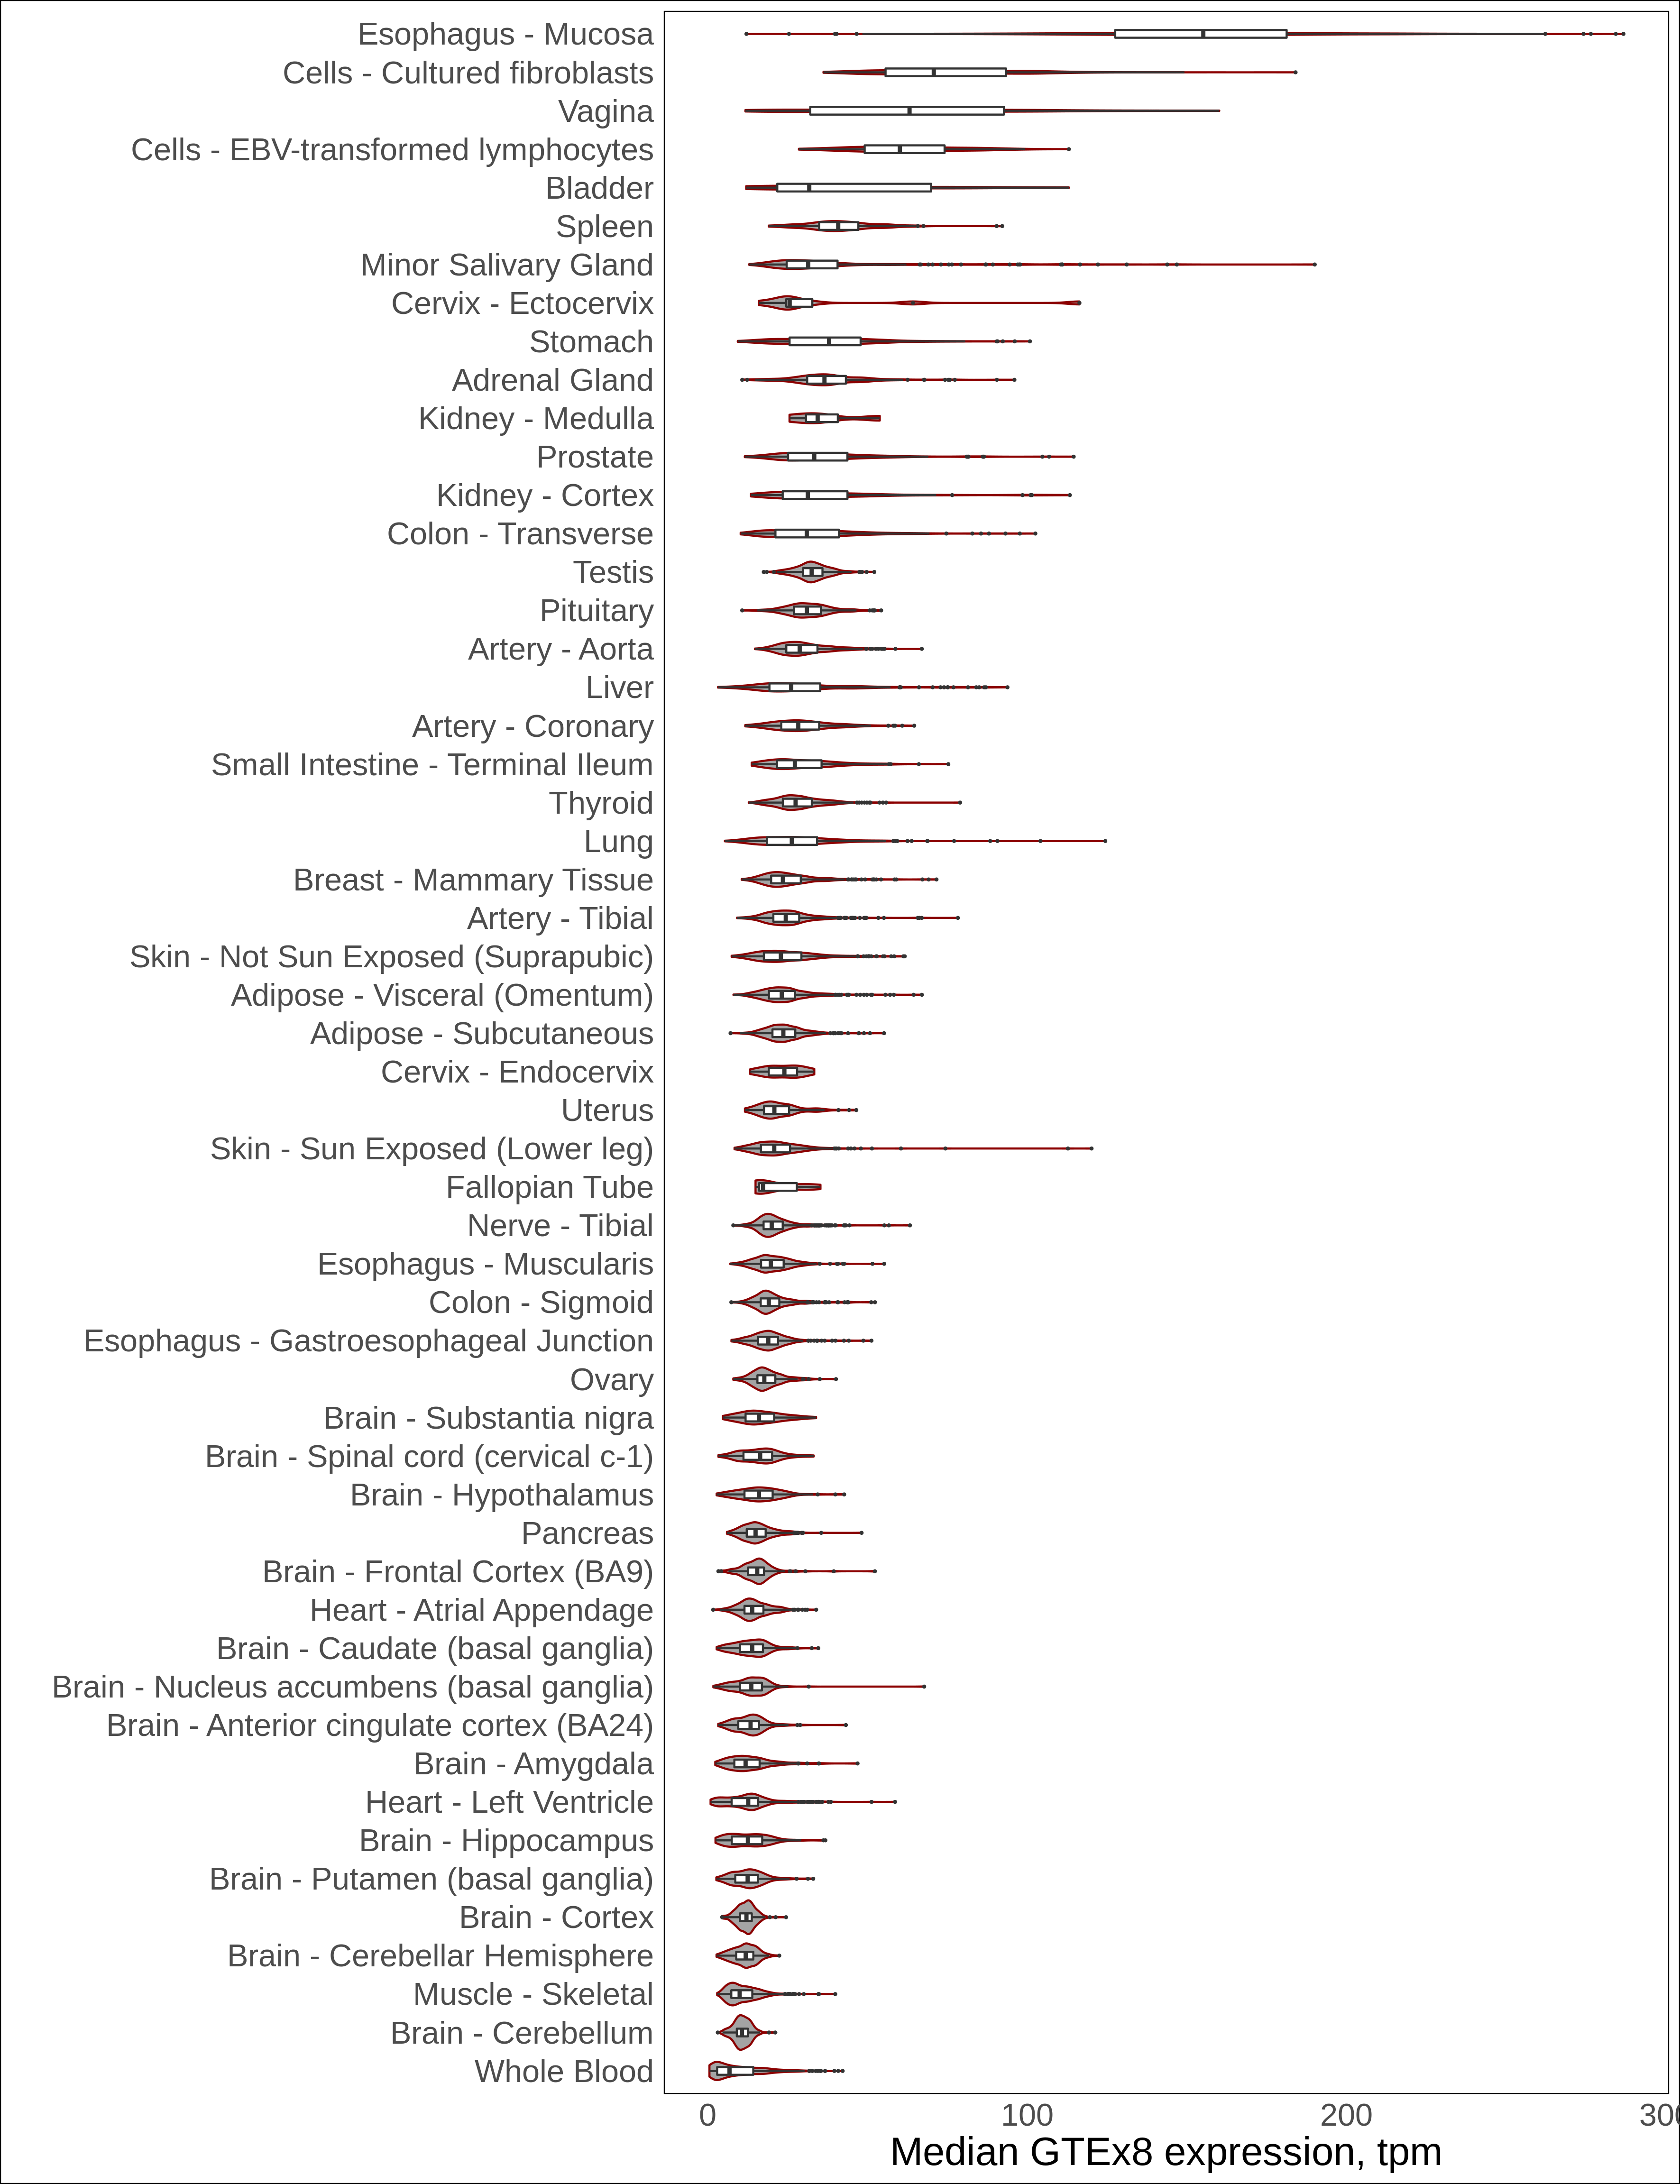 Esophagus - Mucosa
Cells - Cultured fibroblasts
Vagina
Cells - EBV-transformed lymphocytes
Bladder
Spleen
Minor Salivary Gland
Cervix - Ectocervix
Stomach
Adrenal Gland
Kidney - Medulla
Prostate
Kidney - Cortex
Colon - Transverse
Testis
Pituitary
Artery - Aorta
Liver
Artery - Coronary
Small Intestine - Terminal Ileum
Thyroid
Lung
Breast - Mammary Tissue
Artery - Tibial
Skin - Not Sun Exposed (Suprapubic)
Adipose - Visceral (Omentum)
Adipose - Subcutaneous
Cervix - Endocervix
Uterus
Skin - Sun Exposed (Lower leg)
Fallopian Tube
Nerve - Tibial
Esophagus - Muscularis
Colon - Sigmoid
Esophagus - Gastroesophageal Junction
Ovary
Brain - Substantia nigra
Brain - Spinal cord (cervical c-1)
Brain - Hypothalamus
Pancreas
Brain - Frontal Cortex (BA9)
Heart - Atrial Appendage
Brain - Caudate (basal ganglia)
Brain - Nucleus accumbens (basal ganglia)
Brain - Anterior cingulate cortex (BA24)
Brain - Amygdala
Heart - Left Ventricle
Brain - Hippocampus
Brain - Putamen (basal ganglia)
Brain - Cortex
Brain - Cerebellar Hemisphere
Muscle - Skeletal
Brain - Cerebellum
Whole Blood
0 100 200 300
Median GTEx8 expression, tpm